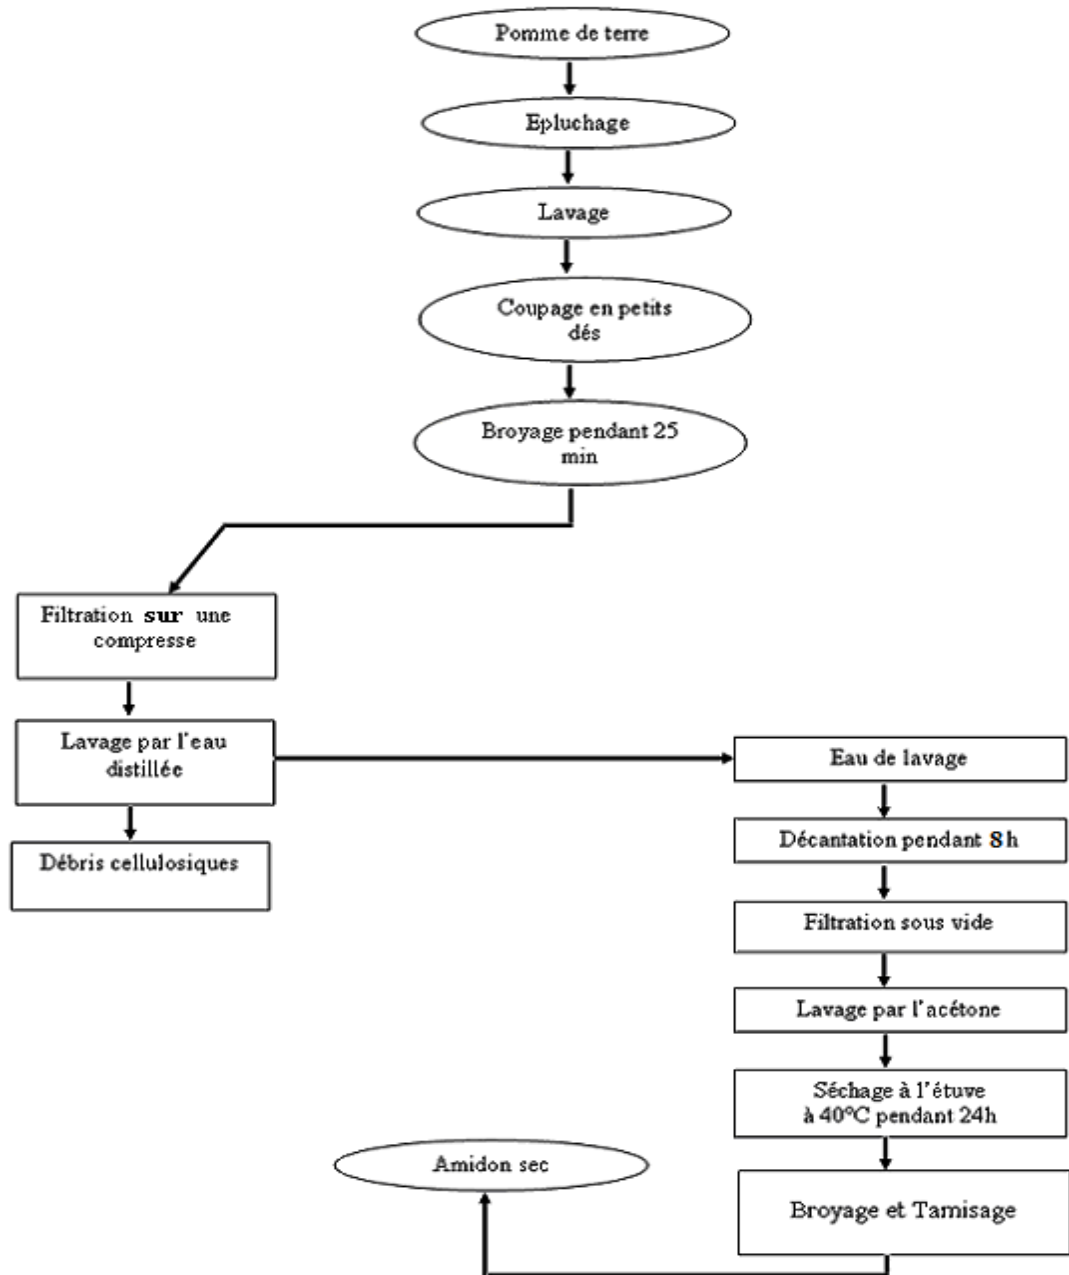 Pomme de terre
Epluchage
Lavage
Coupage en petits
dés
Broyage pendant 25
min
Filtration sur une
compresse
Lavage par l'eau
distillée
Débris cellulosiques
Eau de lavage
Décantation pendant 8h
Filtration sous vide
Lavage par l'acétone
Séchage à l'étuve
à 40°C pendant 24h
Broyage et Tamisage
Amidon sec